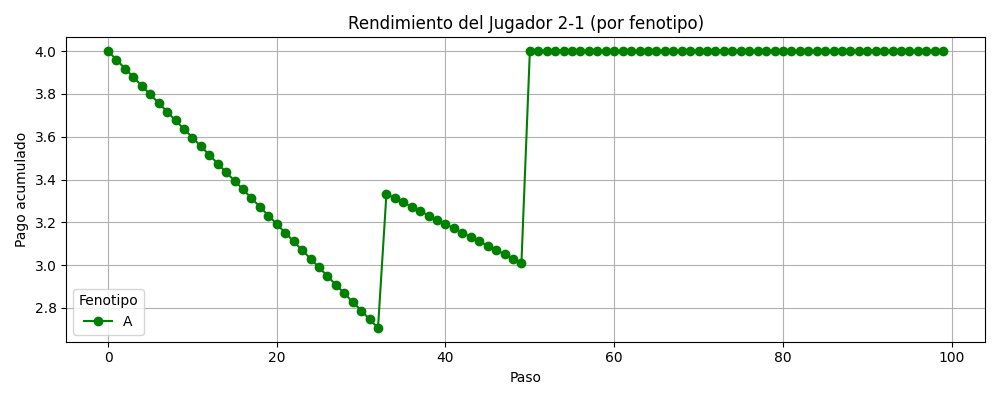 Rendimiento del Jugador 2-1 (por fenotipo)
Pago acumulado
4.0
3.8
3.6
3.4
3.2
3.0
2.8
Fenotipo
A
0 20 40 60 80 100
Paso